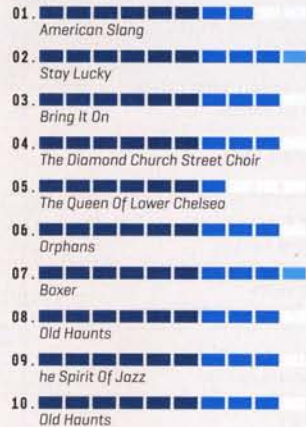 01.
American Slang
02.
Stay Lucky
03.
Bring It On
04.
The Diamond Church Street Choir
05.
The Queen Of Lower Chelsea
06.
Orphans
07.
Boxer
08.
Old Haunts
09.
he Spirit Of Jazz
10.
Old Haunts